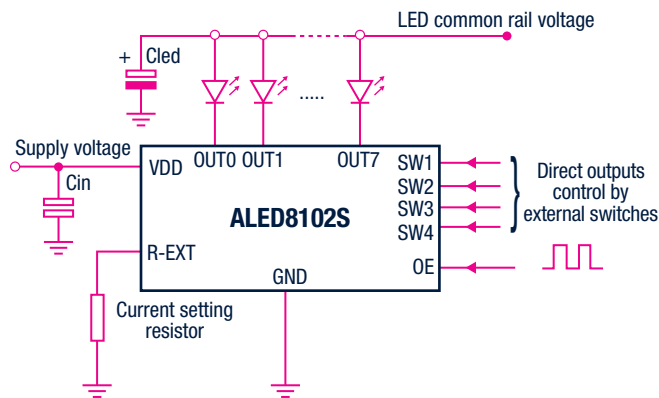 LED common rail voltage
+ Cled
.....
Supply voltage
Cin
VDD
OUT0 OUT1
OUT7
SW1
SW2
SW3
SW4
Direct outputs
control by
external switches
ALED8102S
R-EXT
OE
GND
Current setting
resistor